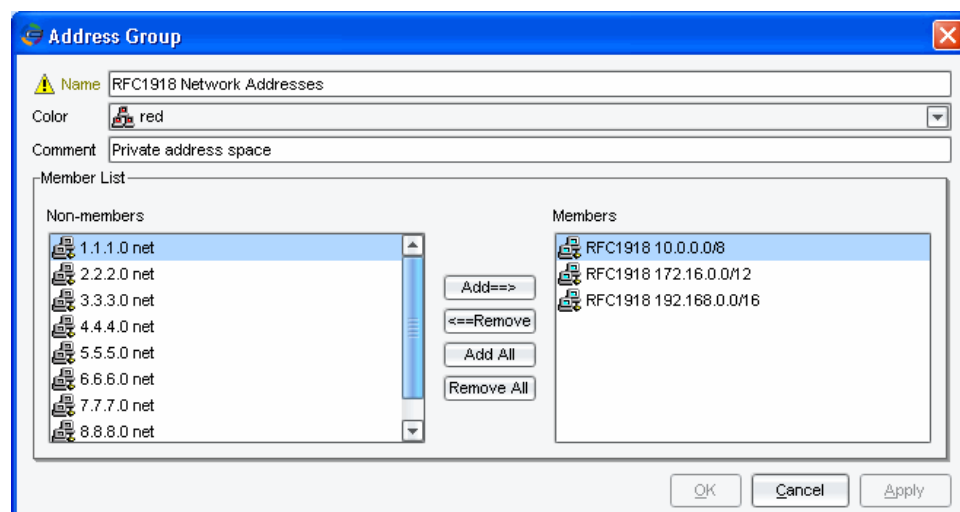 Address Group
Name RFC1918 Network Addresses
Color red
Comment Private address space
Member List
Non-members
1.1.1.0 net
2.2.2.0 net
3.3.3.0 net
4.4.4.0 net
5.5.5.0 net
6.6.6.0 net
7.7.7.0 net
8.8.8.0 net
Add==>
<==Remove
Add All
Remove All
Members
RFC1918 10.0.0.0/8
RFC1918 172.16.0.0/12
RFC1918 192.168.0.0/16
OK Cancel Apply